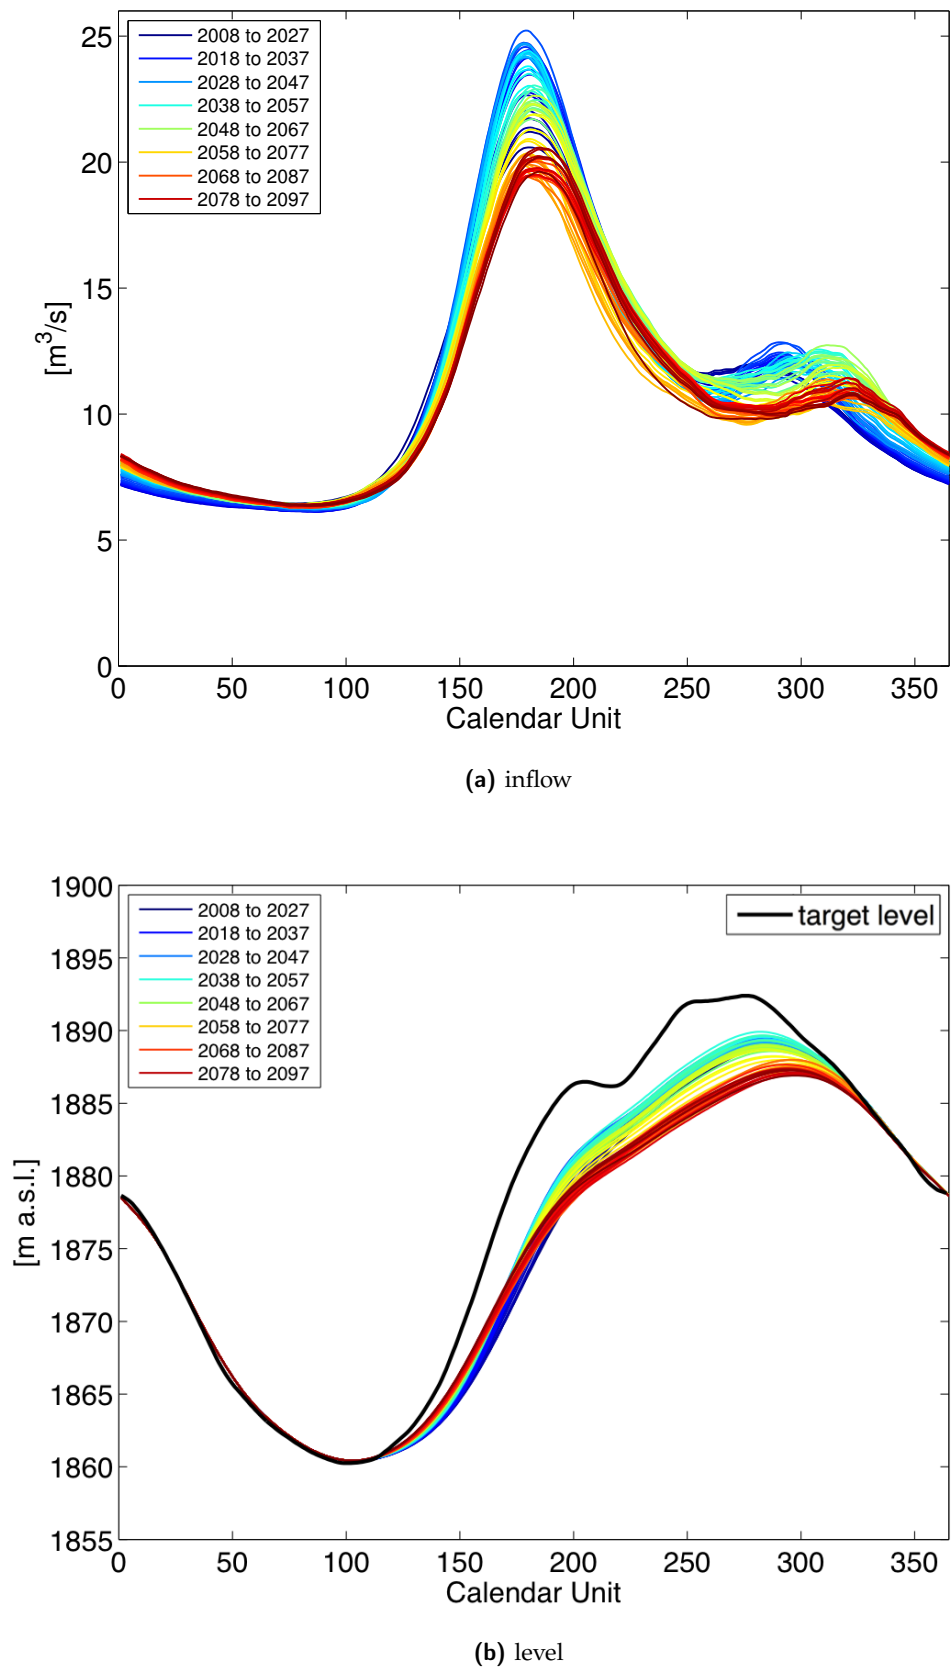 25
20
15
10
5
0
[m³/s]
2008 to 2027
2018 to 2037
2028 to 2047
2038 to 2057
2048 to 2067
2058 to 2077
2068 to 2087
2078 to 2097
0 50 100 150 200 250 300 350
Calendar Unit
(a) inflow
1900
1895
1890
1885
1880
1875
1870
1865
1860
1855
[m a.s.l.]
2008 to 2027
2018 to 2037
2028 to 2047
2038 to 2057
2048 to 2067
2058 to 2077
2068 to 2087
2078 to 2097
target level
0 50 100 150 200 250 300 350
Calendar Unit
(b) level